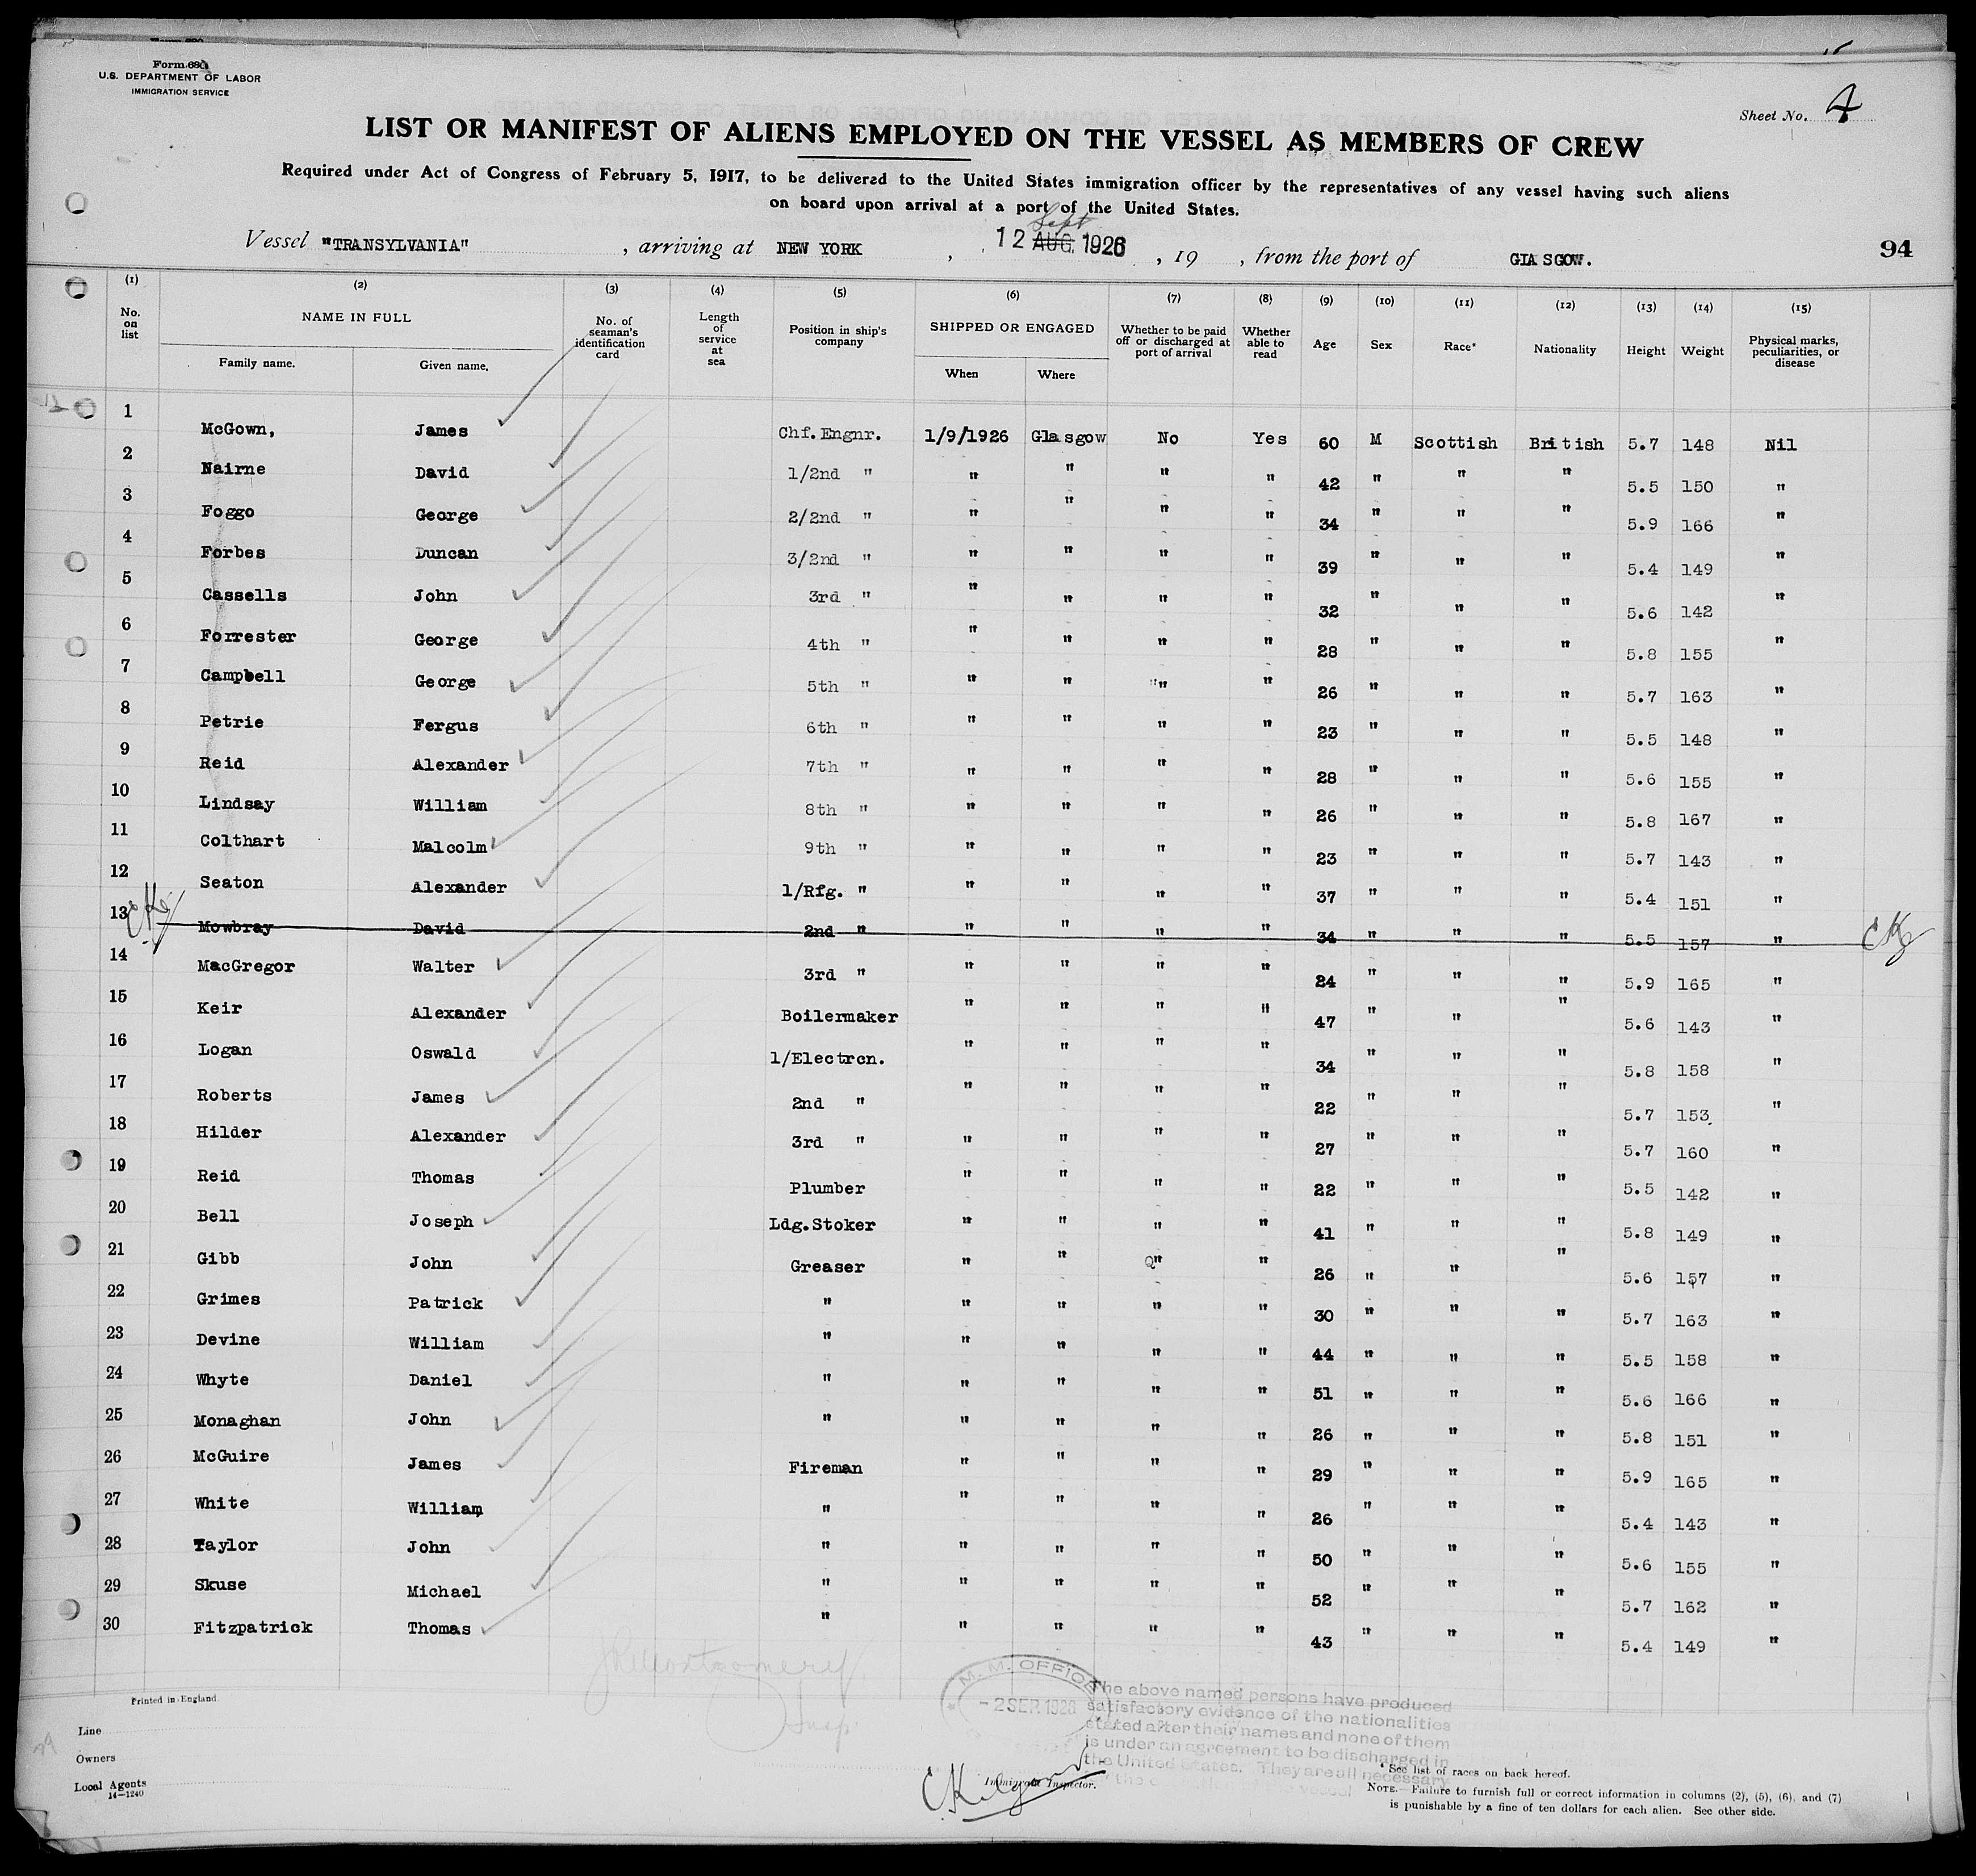 Form 680
U.S. DEPARTMENT OF LABOR
IMMIGRATION SERVICE
Sheet No. 4
LIST OR MANIFEST OF ALIENS EMPLOYED ON THE VESSEL AS MEMBERS OF CREW
Required under Act of Congress of February 5, 1917, to be delivered to the United States immigration officer by the representatives of any vessel having such aliens
on board upon arrival at a port of the United States.
Sept
Vessel "TRANSYLVANIA", arriving at NEW YORK, 12 AUG 1926, 19 , from the port of GLASGOW. 94
(1) (2) (3) (4) (5) (6) (7) (8) (9) (10) (11) (12) (13) (14) (15)
No. on list NAME IN FULL Family name. Given name. No. of seaman's identification card Length of service at sea Position in ship's company SHIPPED OR ENGAGED When Where Whether to be paid off or discharged at port of arrival Whether able to read Age Sex Race* Nationality Height Weight Physical marks, peculiarities, or disease
1 McGown, James Chf.Engnr. 1/9/1926 Glasgow No Yes 60 M Scottish British 5.7 148 Nil
2 Nairne David 1/2nd " " " " " 42 " " " 5.5 150 "
3 Foggo George 2/2nd " " " " " 34 " " " 5.9 166 "
4 Forbes Duncan 3/2nd " " " " " 39 " " " 5.4 149 "
5 Cassells John 3rd " " " " " 32 " " " 5.6 142 "
6 Forrester George 4th " " " " " 28 " " " 5.8 155 "
7 Campbell George 5th " " " " " 26 " " " 5.7 163 "
8 Petrie Fergus 6th " " " " " 23 " " " 5.5 148 "
9 Reid Alexander 7th " " " " " 28 " " " 5.6 155 "
10 Lindsay William 8th " " " " " 26 " " " 5.8 167 "
11 Colthart Malcolm 9th " " " " " 23 " " " 5.7 143 "
12 Seaton Alexander 1/Rfg. " " " " " 37 " " " 5.4 151 "
13 Mowbray David 2nd " " " " " 34 " " " 5.5 157 "
14 MacGregor Walter 3rd " " " " " 24 " " " 5.9 165 "
15 Keir Alexander Boilermaker " " " " 47 " " " 5.6 143 "
16 Logan Oswald 1/Electrcn. " " " " 34 " " " 5.8 158 "
17 Roberts James 2nd " " " " " 22 " " " 5.7 153 "
18 Hilder Alexander 3rd " " " " " 27 " " " 5.7 160 "
19 Reid Thomas Plumber " " " " 22 " " " 5.5 142 "
20 Bell Joseph Ldg.Stoker " " " " 41 " " " 5.8 149 "
21 Gibb John Greaser " " " " 26 " " " 5.6 157 "
22 Grimes Patrick " " " " " 30 " " " 5.7 163 "
23 Devine William " " " " " 44 " " " 5.5 158 "
24 Whyte Daniel " " " " " 51 " " " 5.6 166 "
25 Monaghan John " " " " " 26 " " " 5.8 151 "
26 McGuire James Fireman " " " " 29 " " " 5.9 165 "
27 White William " " " " " 26 " " " 5.4 143 "
28 Taylor John " " " " " 50 " " " 5.6 155 "
29 Skuse Michael " " " " " 52 " " " 5.7 162 "
30 Fitzpatrick Thomas " " " " " 43 " " " 5.4 149 "
JRMontgomery
Insp.
M. M. OFFICE
-2 SEP 1926
The above named persons have produced
satisfactory evidence of the nationalities
stated after their names and none of them
is under an agreement to be discharged in
the United States. They are all necessary
Printed in England.
Line
Owners
Local Agents
14—1240
Immigrant Inspector.
* See list of races on back hereof.
NOTE.—Failure to furnish full or correct information in columns (2), (5), (6), and (7)
is punishable by a fine of ten dollars for each alien. See other side.